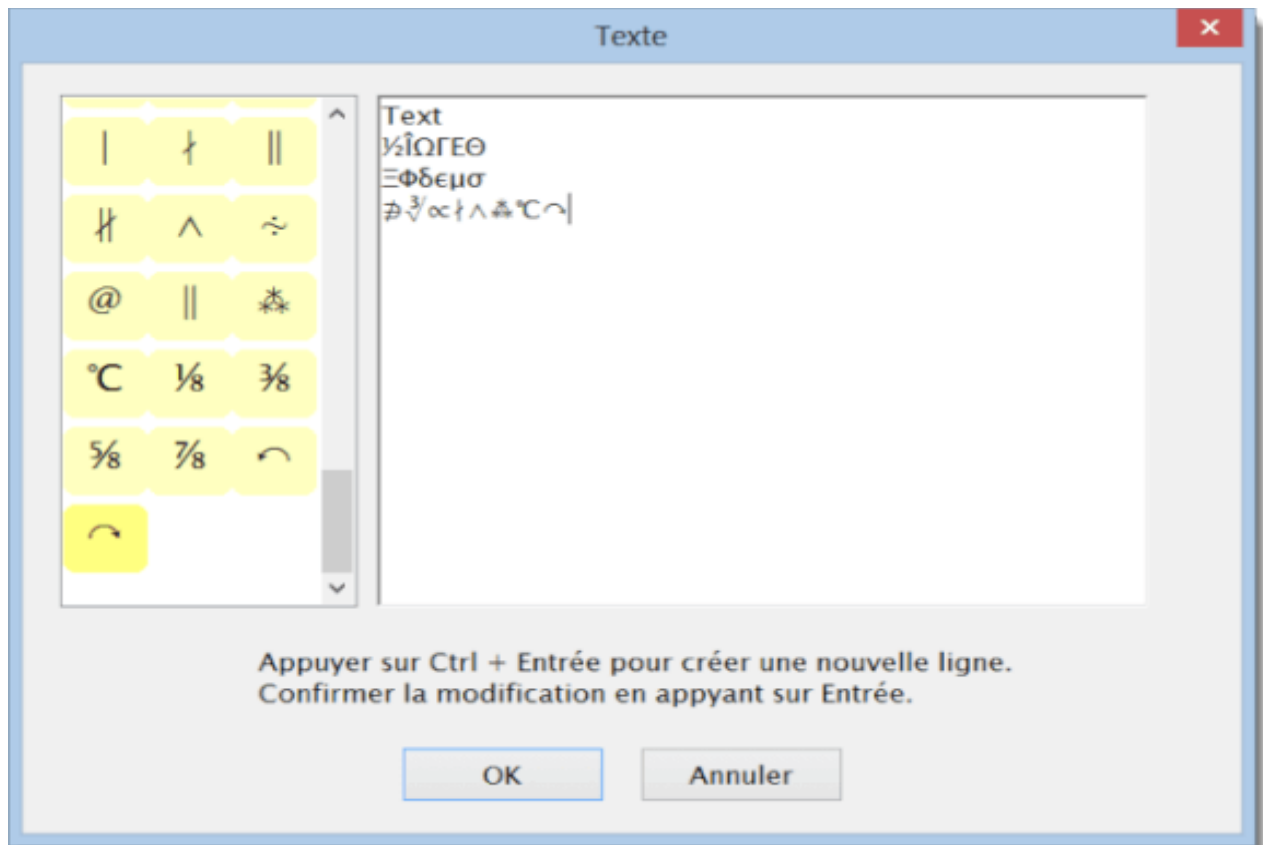 Texte
∣ ∤ ∥
∦ ∧ ∻
@ ‖ ⁂
℃ ⅛ ⅜
⅝ ⅞ ↶
↷
Text
½ÎΩΓΕΘ
ΞΦδεμσ
∌∛∝∤∧⁂℃↷
Appuyer sur Ctrl + Entrée pour créer une nouvelle ligne.
Confirmer la modification en appyant sur Entrée.
OK
Annuler